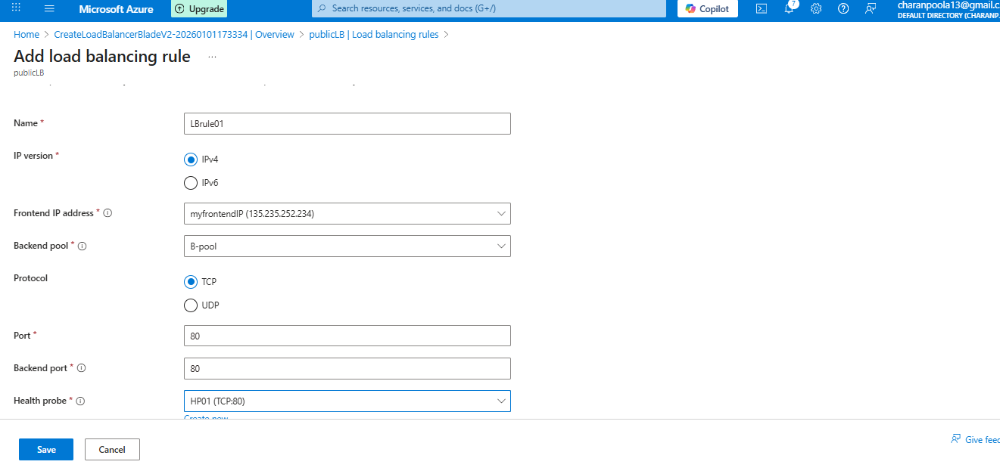 Microsoft Azure
Upgrade
Search resources, services, and docs (G+/)
Copilot
7
charanpoola13@gmail.c
DEFAULT DIRECTORY (CHARANP.
Home > CreateLoadBalancerBladeV2-20260101173334 | Overview > publicLB | Load balancing rules >
Add load balancing rule ...
publicLB
Name *
LBrule01
IP version *
IPv4
IPv6
Frontend IP address *
myfrontendIP (135.235.252.234)
Backend pool *
B-pool
Protocol
TCP
UDP
Port *
80
Backend port *
80
Health probe *
HP01 (TCP:80)
Create new
Save
Cancel
Give feed